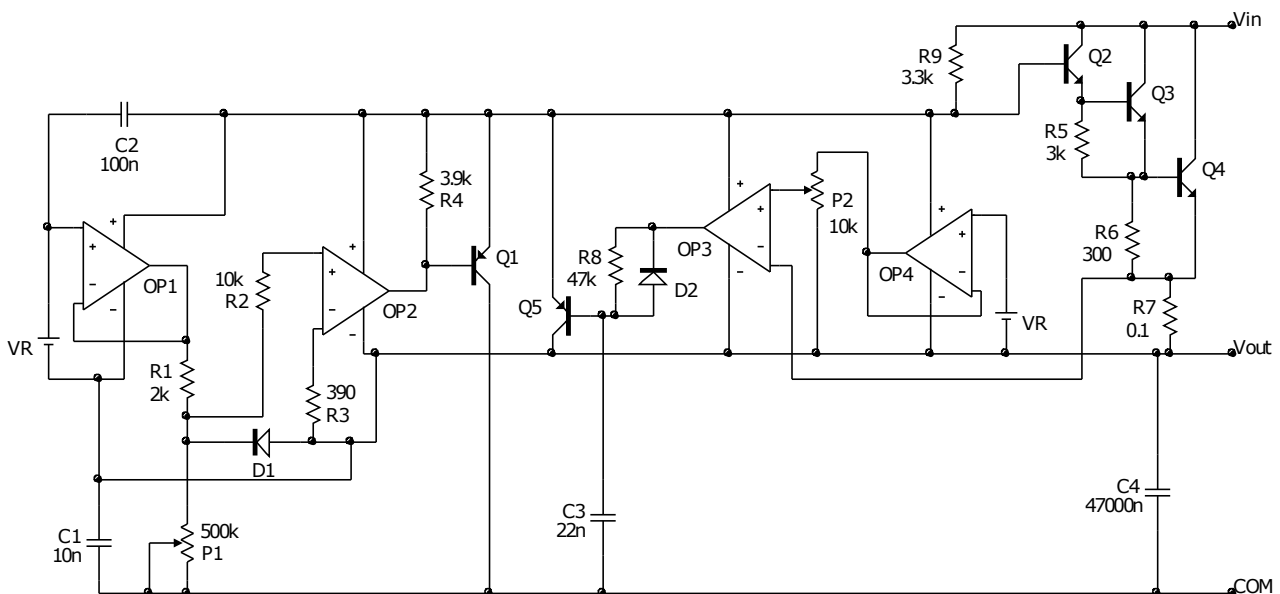 Vin
R9
3.3k
Q2
Q3
R5
3k
Q4
C2
100n
3.9k
R4
+
+
-
-
OP1
10k
R2
+
+
-
-
OP2
Q1
R8
47k
D2
Q5
OP3
+
+
-
-
P2
10k
+
+
-
-
OP4
VR
R6
300
R7
0.1
Vout
VR
R1
2k
390
R3
D1
C1
10n
500k
P1
C3
22n
C4
47000n
COM